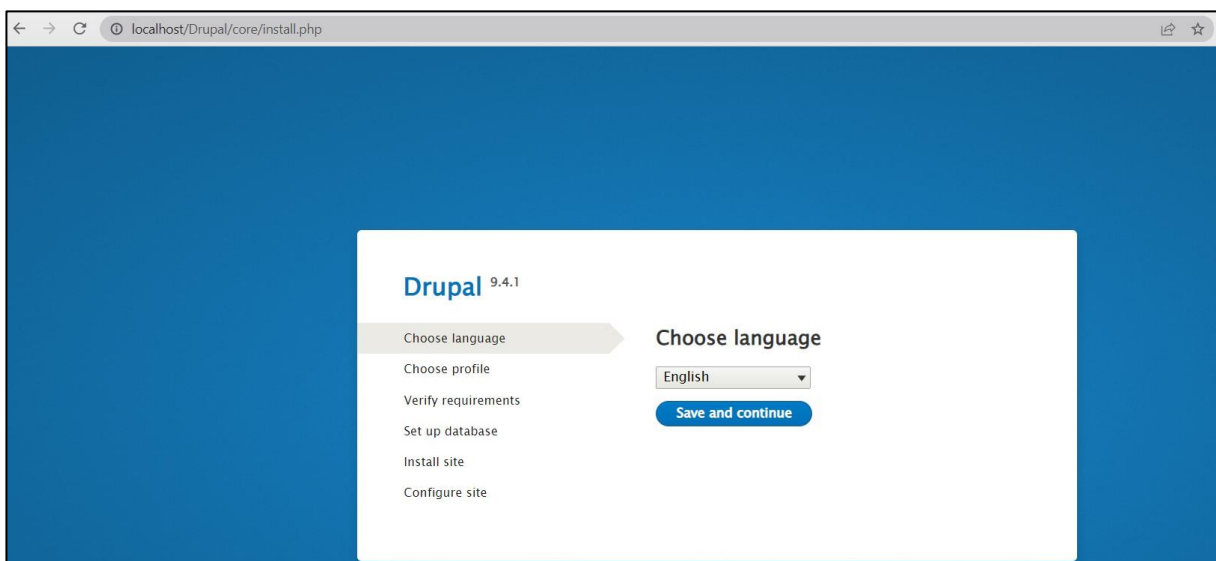 localhost/Drupal/core/install.php
Drupal 9.4.1
Choose language
Choose profile
Verify requirements
Set up database
Install site
Configure site
Choose language
English
Save and continue